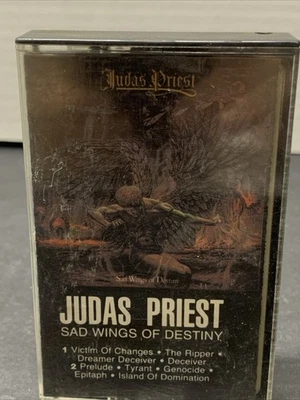 Judas Priest
Sad Wings of Destiny
JUDAS PRIEST
SAD WINGS OF DESTINY
1 Victim Of Changes • The Ripper •
Dreamer Deceiver • Deceiver
2 Prelude • Tyrant • Genocide •
Epitaph • Island Of Domination